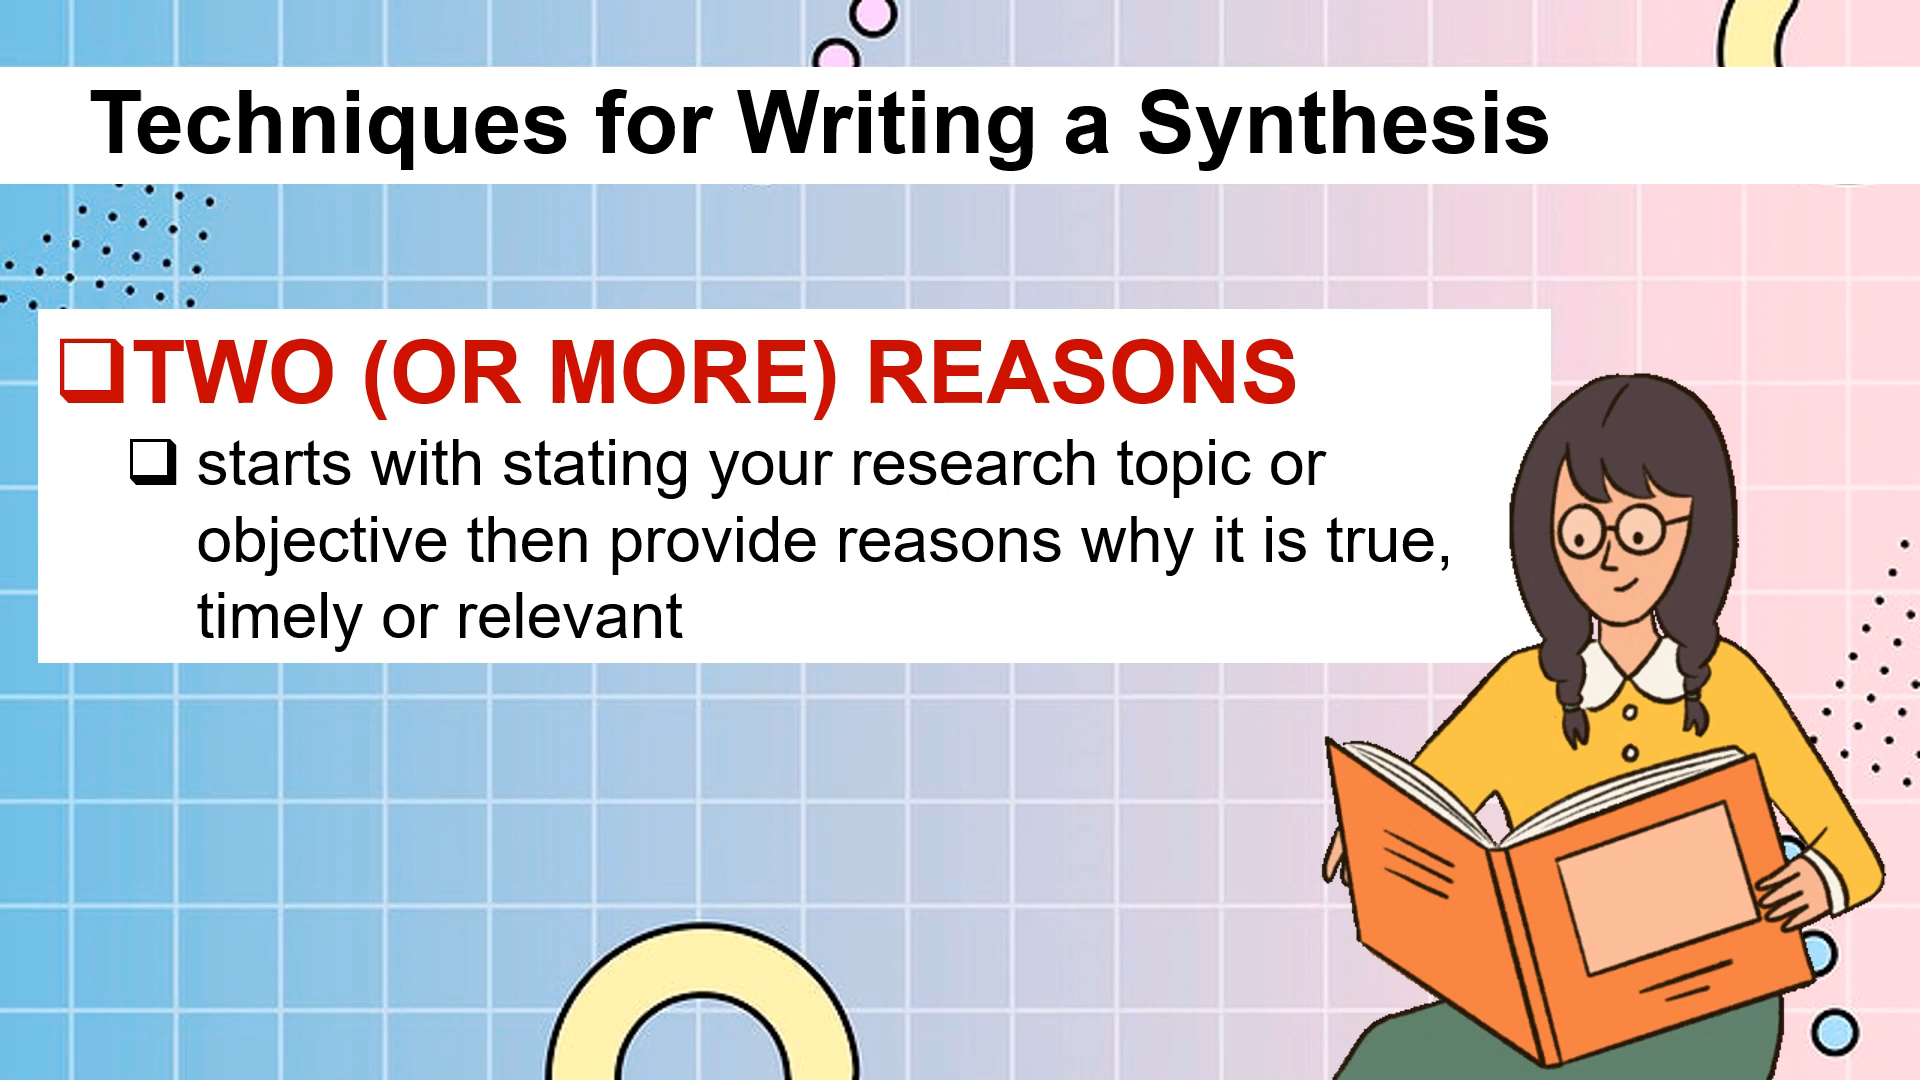 Techniques for Writing a Synthesis
❑TWO (OR MORE) REASONS
❑ starts with stating your research topic or
objective then provide reasons why it is true,
timely or relevant